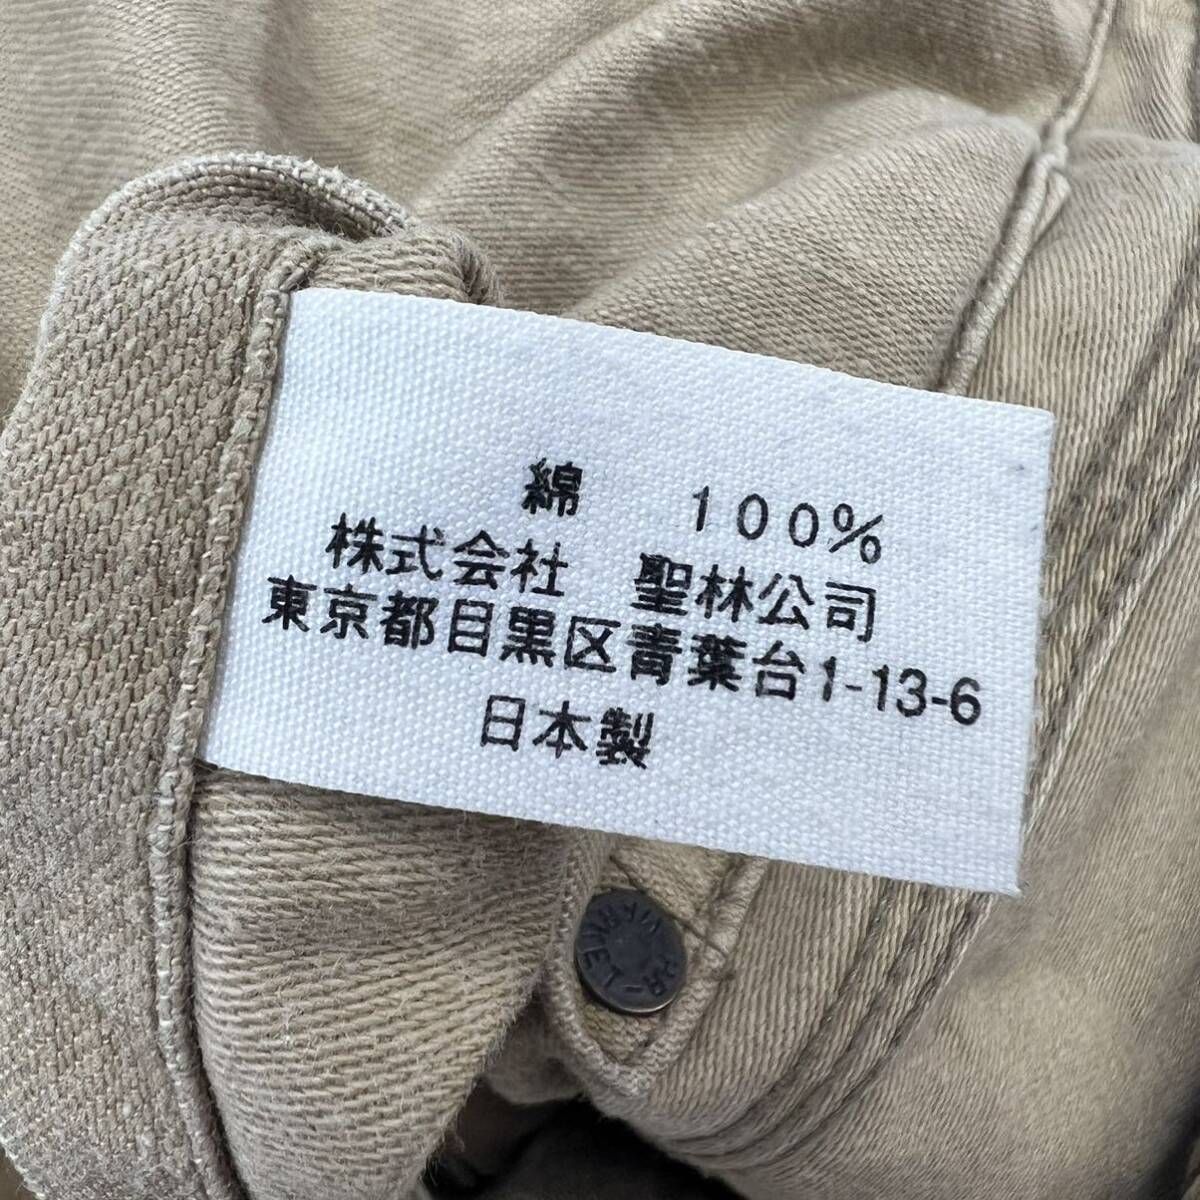 綿 100%
株式会社 聖林公司
東京都目黒区青葉台1-13-6
日本製